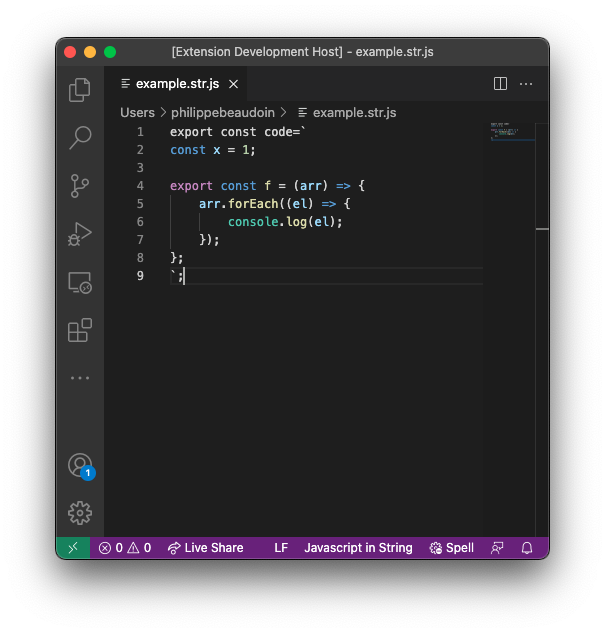 [Extension Development Host] - example.str.js
example.str.js
Users > philippebeaudoin > example.str.js
1 export const code=`
2 const x = 1;
3
4 export const f = (arr) => {
5 arr.forEach((el) => {
6 console.log(el);
7 });
8 };
9 `;
1
0 0 Live Share LF Javascript in String Spell